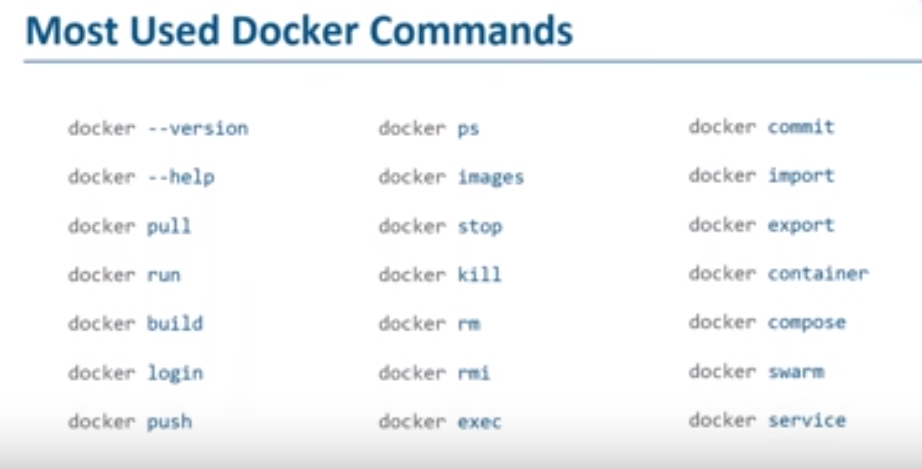 Most Used Docker Commands
docker --version
docker --help
docker pull
docker run
docker build
docker login
docker push
docker ps
docker images
docker stop
docker kill
docker rm
docker rmi
docker exec
docker commit
docker import
docker export
docker container
docker compose
docker swarm
docker service